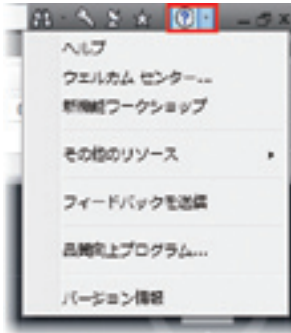 ヘルプ
ウェルカム センター...
新機能ワークショップ
その他のリソース
フィードバックを送信
品質向上プログラム...
バージョン情報